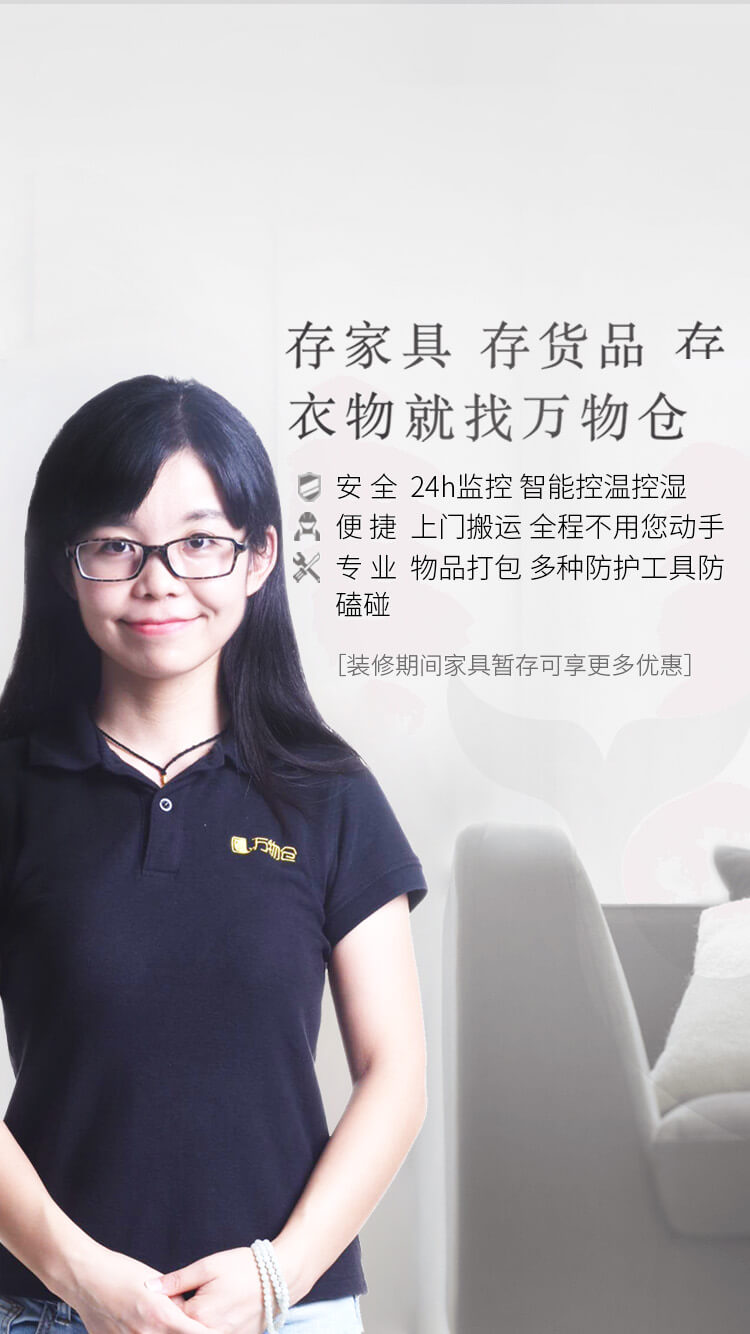 存家具 存货品 存
衣物就找万物仓
安 全 24h监控 智能控温控湿
便 捷 上门搬运 全程不用您动手
专 业 物品打包 多种防护工具防
磕碰
[装修期间家具暂存可享更多优惠]
万物仓